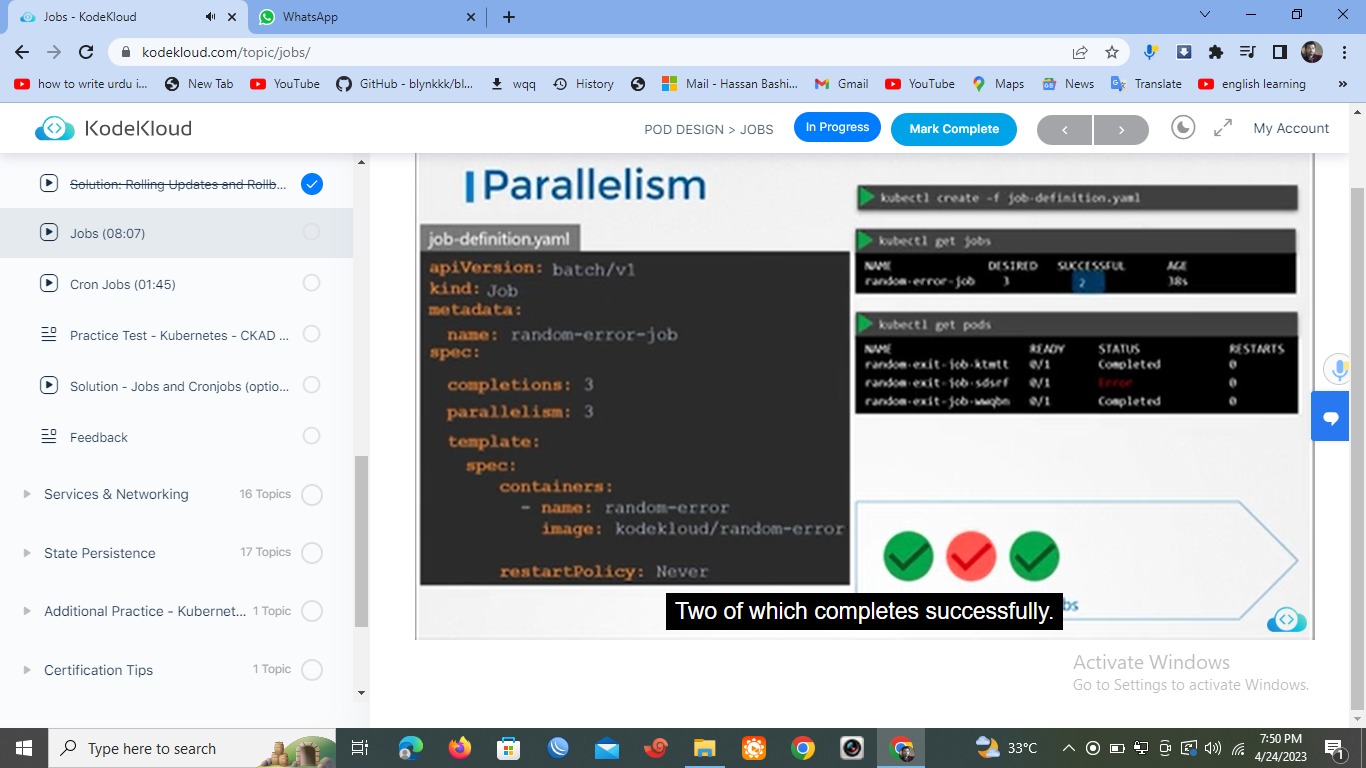 Jobs - KodeKloud
WhatsApp
kodekloud.com/topic/jobs/
how to write urdu i...
New Tab
YouTube
GitHub - blynkkk/bl...
wqq
History
Mail - Hassan Bashi...
Gmail
YouTube
Maps
News
Translate
english learning
»
KodeKloud
POD DESIGN > JOBS
In Progress
Mark Complete
My Account
Solution: Rolling Updates and Rollb...
Jobs (08:07)
Cron Jobs (01:45)
Practice Test - Kubernetes - CKAD ...
Solution - Jobs and Cronjobs (optio...
Feedback
Services & Networking 16 Topics
State Persistence 17 Topics
Additional Practice - Kubernet... 1 Topic
Certification Tips 1 Topic
Parallelism
job-definition.yaml
apiVersion: batch/v1
kind: Job
metadata:
name: random-error-job
spec:
completions: 3
parallelism: 3
template:
spec:
containers:
- name: random-error
image: kodekloud/random-error
restartPolicy: Never
kubectl create -f job-definition.yaml
kubectl get jobs
NAME DESIRED SUCCESSFUL AGE
random-error-job 3 2 38s
kubectl get pods
NAME READY STATUS RESTARTS
random-exit-job-ktmtt 0/1 Completed 0
random-exit-job-sdsrf 0/1 Error 0
random-exit-job-wwqbn 0/1 Completed 0
Two of which completes successfully.
Activate Windows
Go to Settings to activate Windows.
Type here to search
33°C
7:50 PM
4/24/2023
1